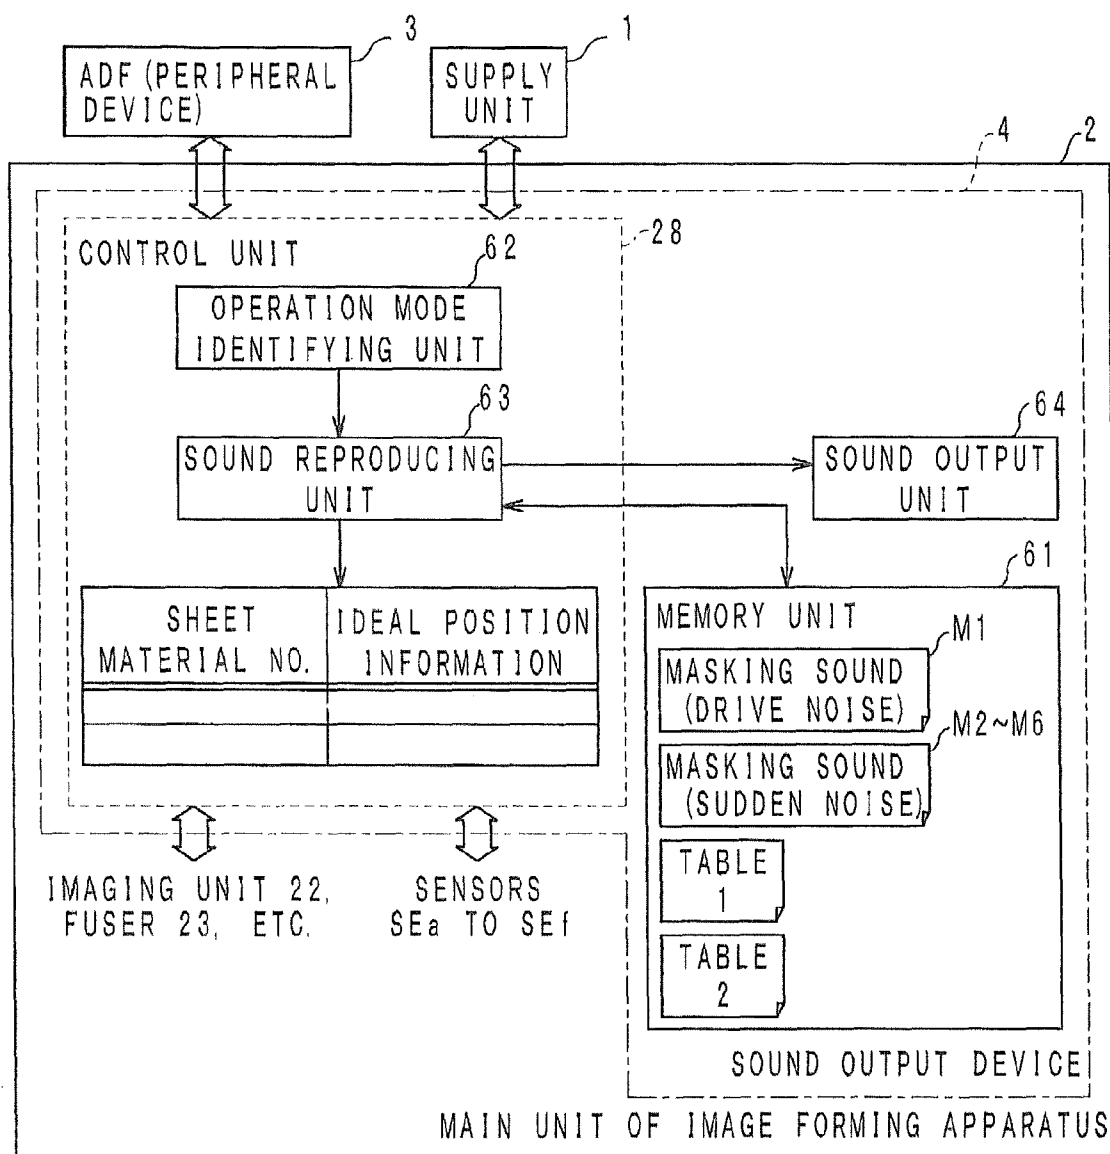 3
1
ADF (PERIPHERAL
DEVICE)
SUPPLY
UNIT
4
2
28
CONTROL UNIT
62
OPERATION MODE
IDENTIFYING UNIT
63
SOUND REPRODUCING
UNIT
64
SOUND OUTPUT
UNIT
61
SHEET
MATERIAL NO.
IDEAL POSITION
INFORMATION
MEMORY UNIT
M1
MASKING SOUND
(DRIVE NOISE)
M2~M6
MASKING SOUND
(SUDDEN NOISE)
TABLE
1
TABLE
2
IMAGING UNIT 22,
FUSER 23, ETC.
SENSORS
SEa TO SEf
SOUND OUTPUT DEVICE
MAIN UNIT OF IMAGE FORMING APPARATUS